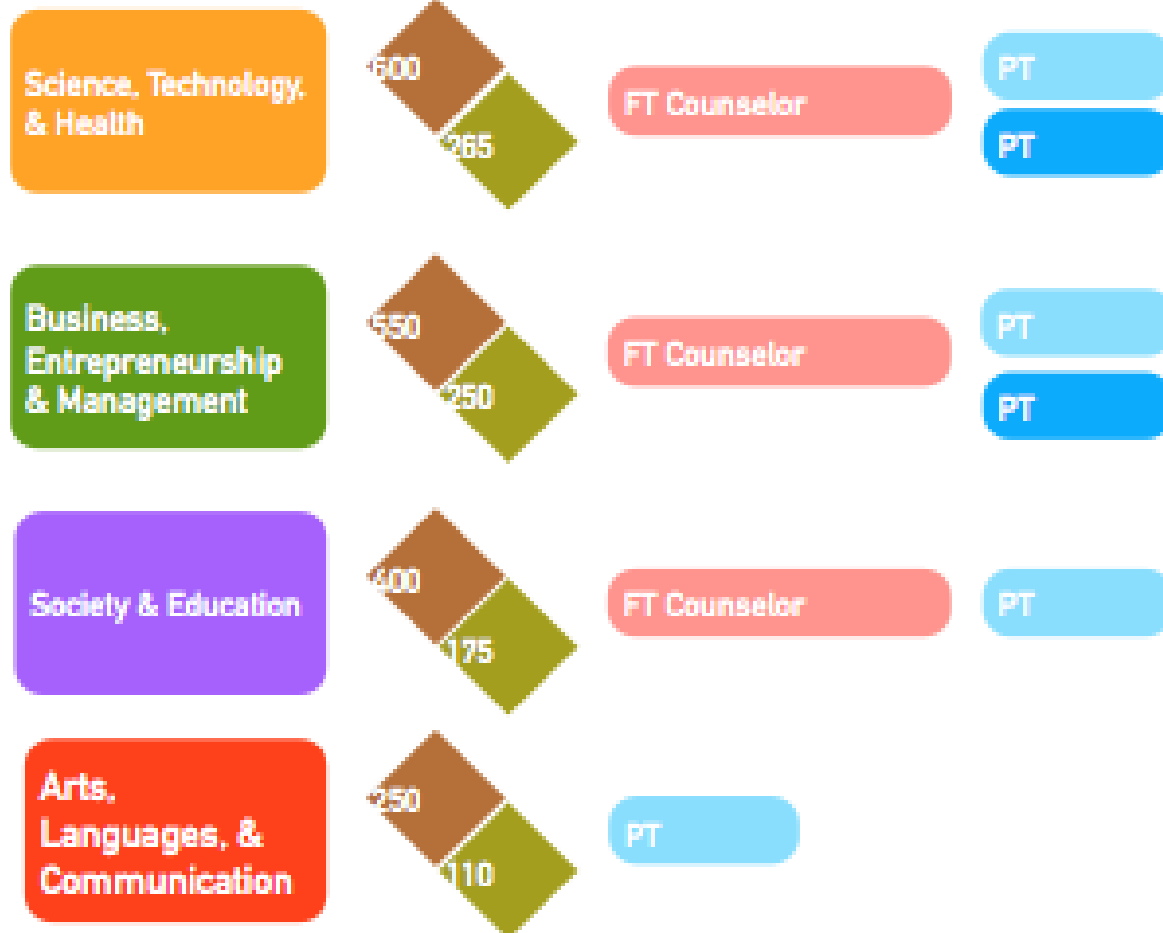 Science, Technology,
& Health
600
265
FT Counselor
PT
PT
Business,
Entrepreneurship
& Management
550
250
FT Counselor
PT
PT
Society & Education
400
175
FT Counselor
PT
Arts,
Languages, &
Communication
250
110
PT